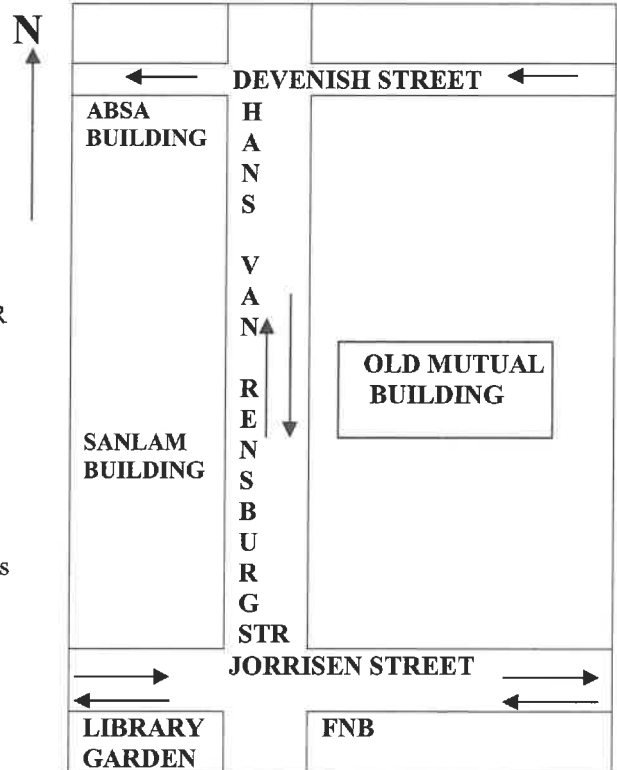 N
DEVENISH STREET
ABSA
BUILDING
H
A
N
S
V
A
N
R
E
N
S
B
U
R
G
STR
R
OLD MUTUAL
BUILDING
SANLAM
BUILDING
s
JORRISEN STREET
LIBRARY
GARDEN
FNB